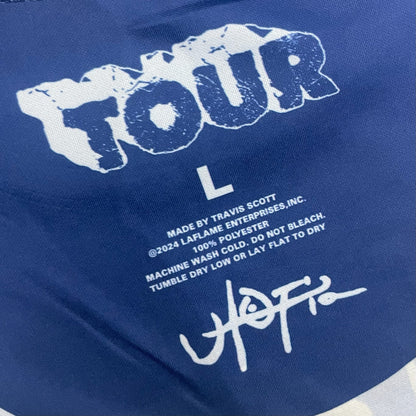 TOUR
L
MADE BY TRAVIS SCOTT
©2024 LAFLAME ENTERPRISES,INC.
100% POLYESTER
MACHINE WASH COLD. DO NOT BLEACH.
TUMBLE DRY LOW OR LAY FLAT TO DRY